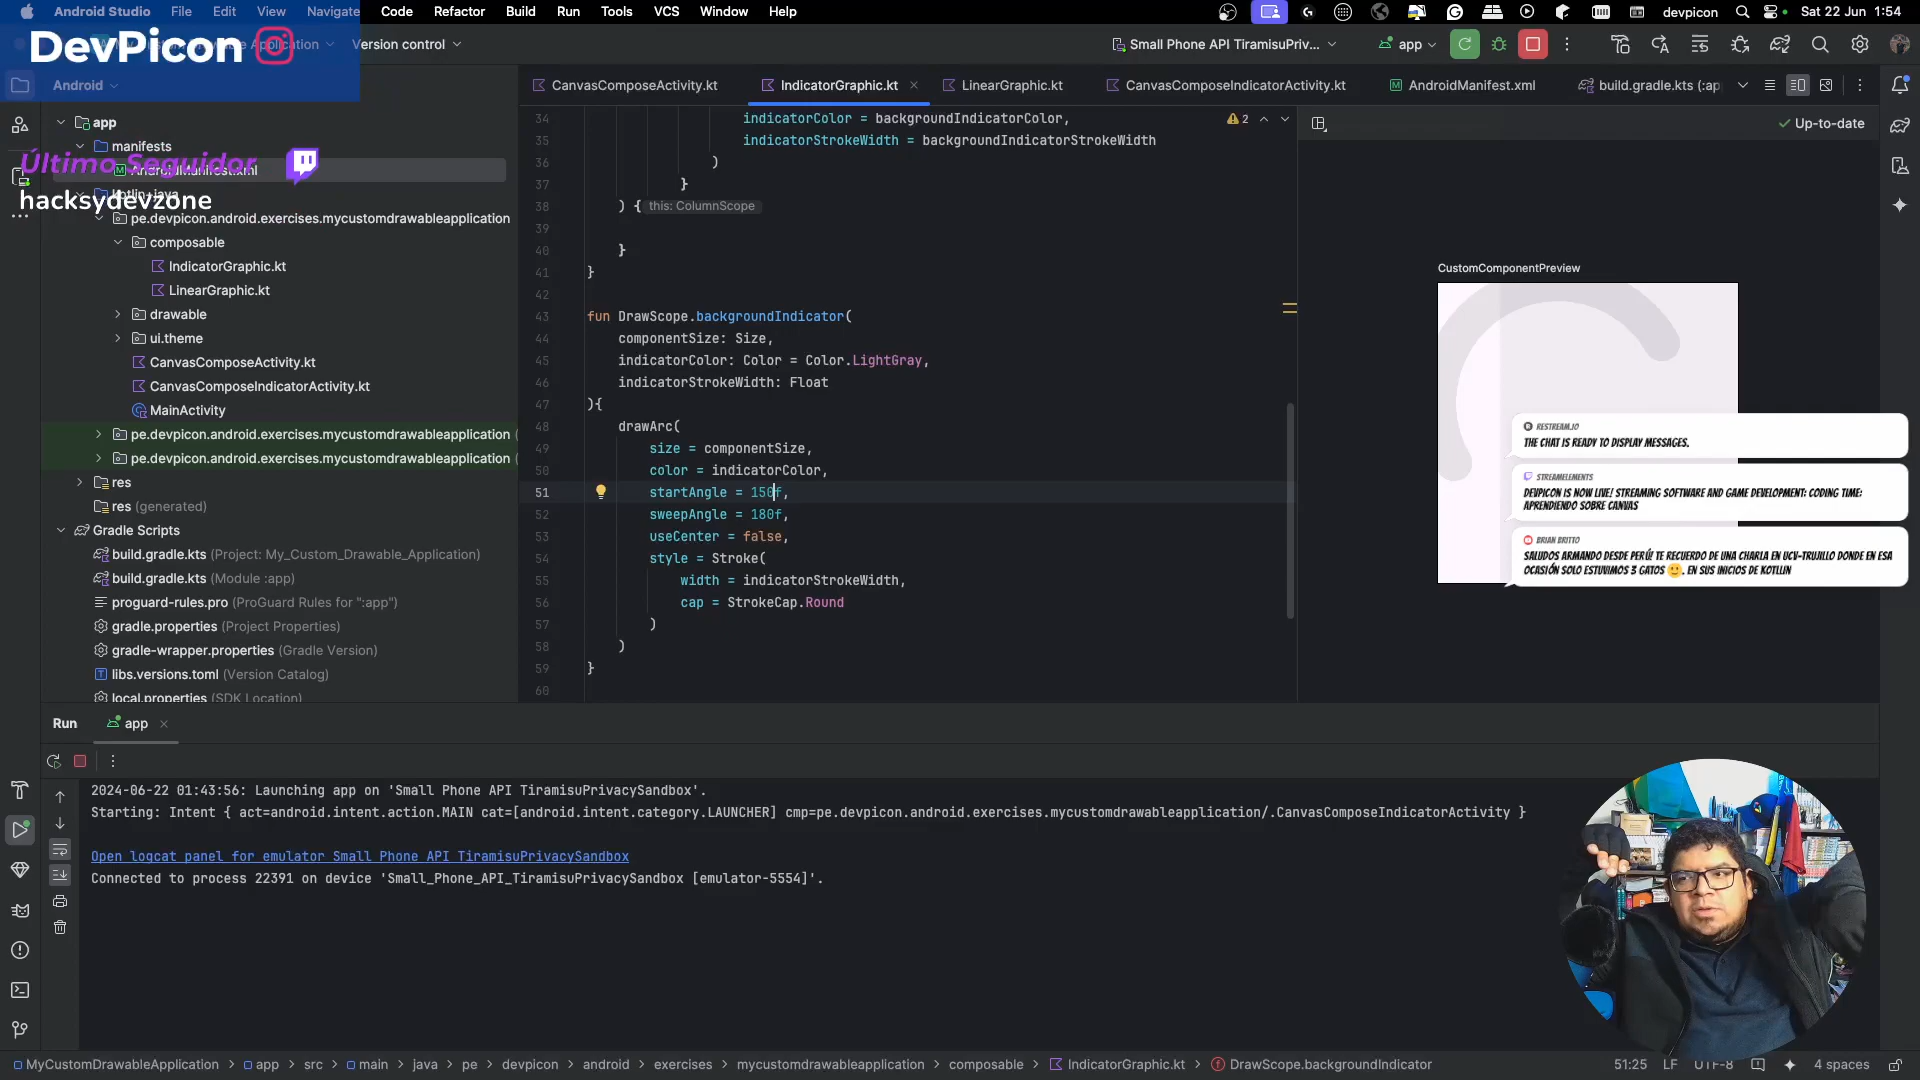 Android Studio File Edit View Navigate Code Refactor Build Run Tools VCS Window Help devpicon Sat 22 Jun 1:54
DevPicon Application Version control Small Phone API TiramisuPriv... app
Android CanvasComposeActivity.kt IndicatorGraphic.kt LinearGraphic.kt CanvasComposeIndicatorActivity.kt AndroidManifest.xml build.gradle.kts (:ap
app
manifests
AndroidManifest.xml
Último Seguidor
kotlin+java
hacksydevzone
pe.devpicon.android.exercises.mycustomdrawableapplication
composable
IndicatorGraphic.kt
LinearGraphic.kt
drawable
ui.theme
CanvasComposeActivity.kt
CanvasComposeIndicatorActivity.kt
MainActivity
pe.devpicon.android.exercises.mycustomdrawableapplication (
pe.devpicon.android.exercises.mycustomdrawableapplication (
res
res (generated)
Gradle Scripts
build.gradle.kts (Project: My_Custom_Drawable_Application)
build.gradle.kts (Module :app)
proguard-rules.pro (ProGuard Rules for ":app")
gradle.properties (Project Properties)
gradle-wrapper.properties (Gradle Version)
libs.versions.toml (Version Catalog)
local.properties (SDK Location)
34 indicatorColor = backgroundIndicatorColor, 2
35 indicatorStrokeWidth = backgroundIndicatorStrokeWidth
36 )
37 }
38 ) { this: ColumnScope
39
40 }
41 }
42
43 fun DrawScope.backgroundIndicator(
44 componentSize: Size,
45 indicatorColor: Color = Color.LightGray,
46 indicatorStrokeWidth: Float
47 ){
48 drawArc(
49 size = componentSize,
50 color = indicatorColor,
51 startAngle = 150f,
52 sweepAngle = 180f,
53 useCenter = false,
54 style = Stroke(
55 width = indicatorStrokeWidth,
56 cap = StrokeCap.Round
57 )
58 )
59 }
60
Up-to-date
CustomComponentPreview
RESTREAM.IO
THE CHAT IS READY TO DISPLAY MESSAGES.
STREAMELEMENTS
DEVPICON IS NOW LIVE! STREAMING SOFTWARE AND GAME DEVELOPMENT: CODING TIME:
APRENDIENDO SOBRE CANVAS
BRIAN BRITTO
SALUDOS ARMANDO DESDE PERÚ! TE RECUERDO DE UNA CHARLA EN UCV-TRUJILLO DONDE EN ESA
OCASIÓN SOLO ESTUVIMOS 3 GATOS 🙂. EN SUS INICIOS DE KOTLLIN
Run app
2024-06-22 01:43:56: Launching app on 'Small Phone API TiramisuPrivacySandbox'.
Starting: Intent { act=android.intent.action.MAIN cat=[android.intent.category.LAUNCHER] cmp=pe.devpicon.android.exercises.mycustomdrawableapplication/.CanvasComposeIndicatorActivity }
Open logcat panel for emulator Small Phone API TiramisuPrivacySandbox
Connected to process 22391 on device 'Small_Phone_API_TiramisuPrivacySandbox [emulator-5554]'.
MyCustomDrawableApplication > app > src > main > java > pe > devpicon > android > exercises > mycustomdrawableapplication > composable > IndicatorGraphic.kt > DrawScope.backgroundIndicator 51:25 LF UTF-8 4 spaces